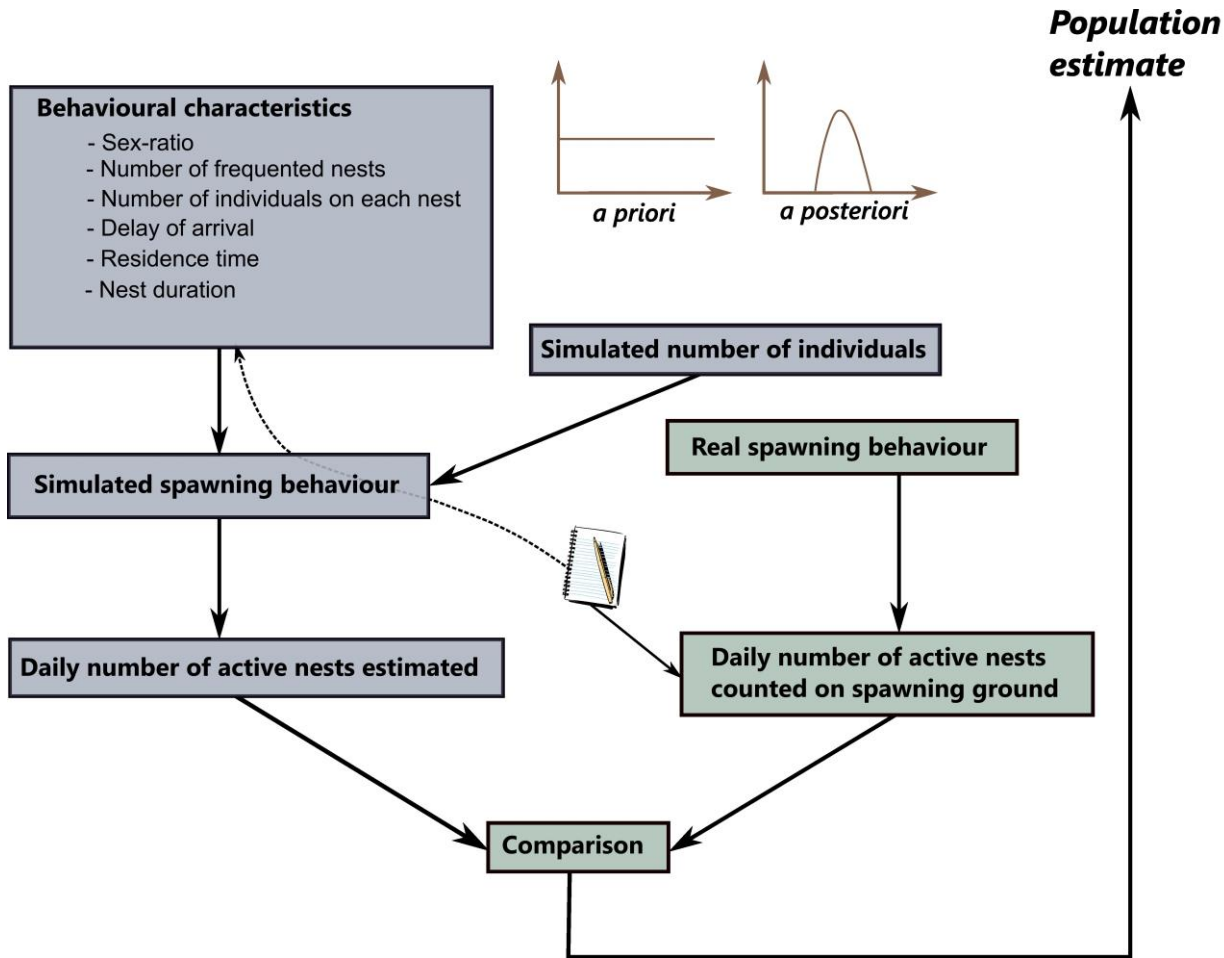 Population
estimate
Behavioural characteristics
- Sex-ratio
- Number of frequented nests
- Number of individuals on each nest
- Delay of arrival
- Residence time
- Nest duration
a priori
a posteriori
Simulated number of individuals
Real spawning behaviour
Simulated spawning behaviour
Daily number of active nests estimated
Daily number of active nests
counted on spawning ground
Comparison